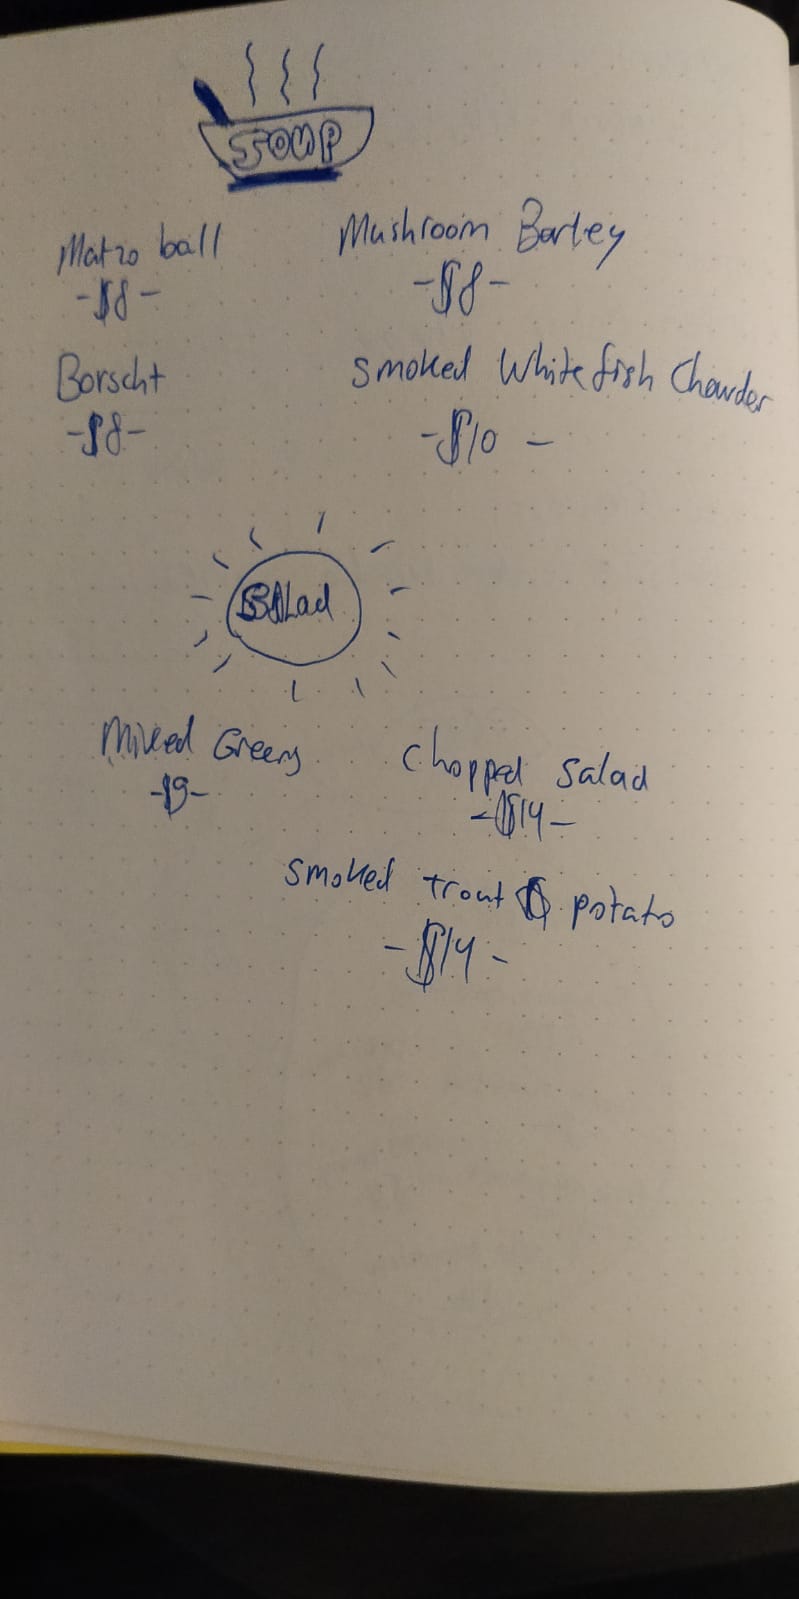 SOUP
Matzo ball
-$8-
Mushroom Barley
-$8-
Borscht
-$8-
Smoked Whitefish Chowder
-$10-
SALad
Mixed Greens
-$9-
Chopped Salad
-$14-
Smoked trout & potato
-$14-